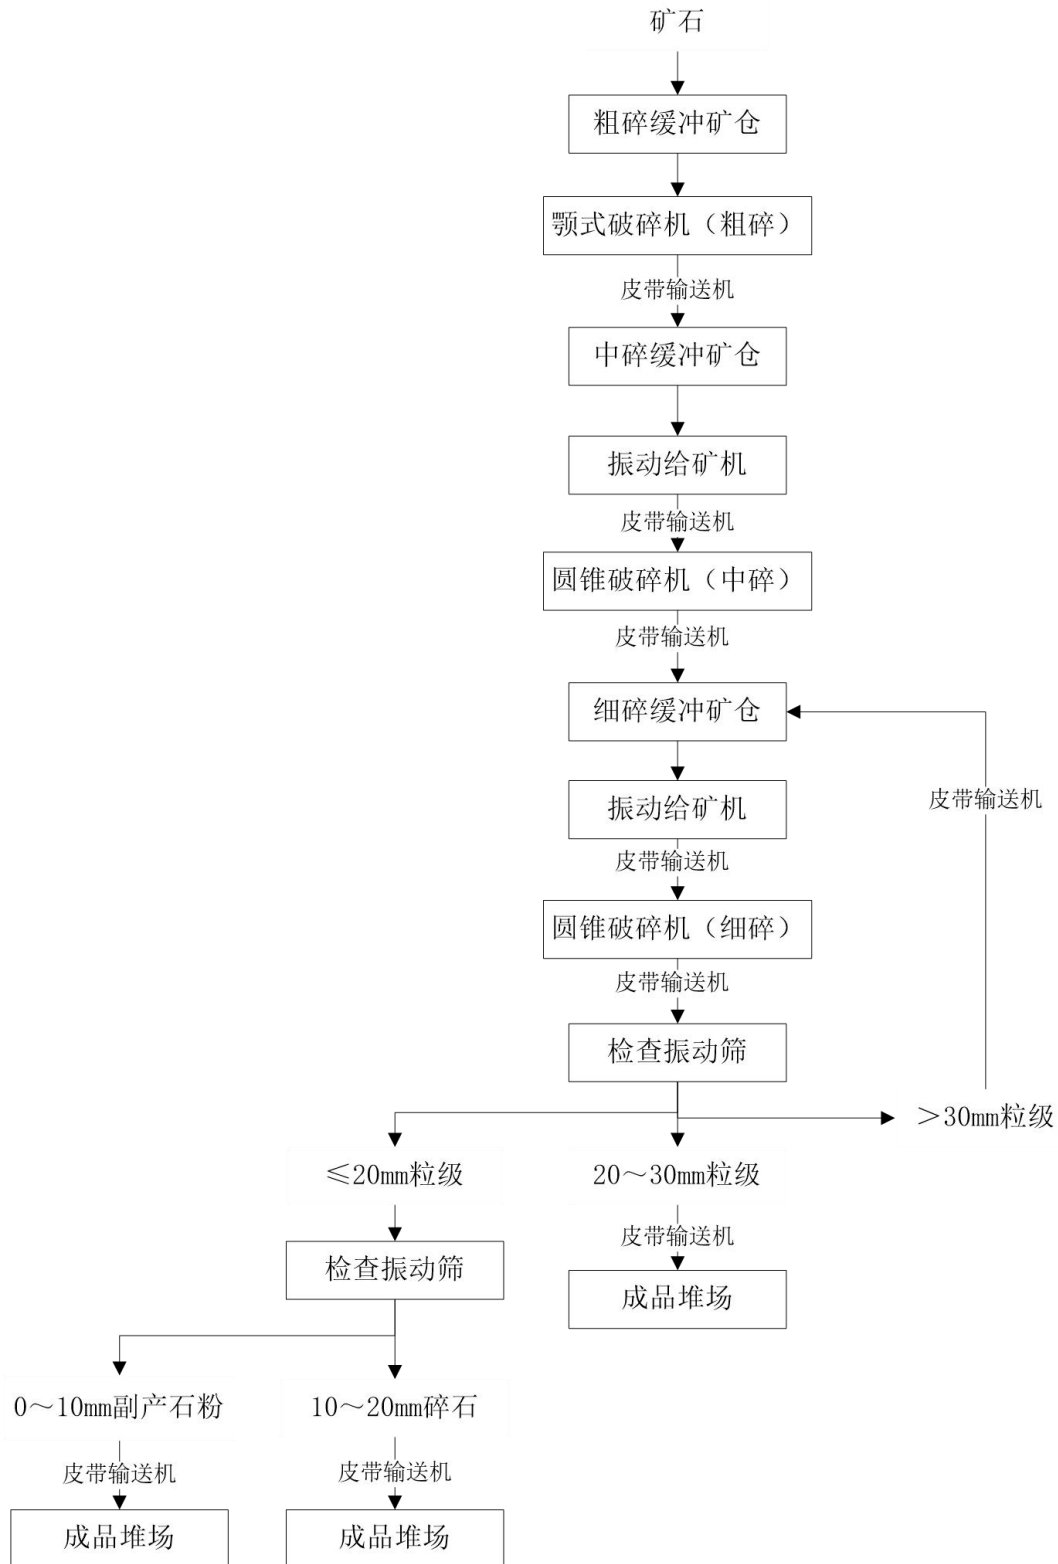 矿石
粗碎缓冲矿仓
颚式破碎机（粗碎）
皮带输送机
中碎缓冲矿仓
振动给矿机
皮带输送机
圆锥破碎机（中碎）
皮带输送机
细碎缓冲矿仓
振动给矿机
皮带输送机
皮带输送机
圆锥破碎机（细碎）
皮带输送机
检查振动筛
＞30mm粒级
≤20mm粒级
20～30mm粒级
皮带输送机
检查振动筛
成品堆场
0～10mm副产石粉
10～20mm碎石
皮带输送机
皮带输送机
成品堆场
成品堆场